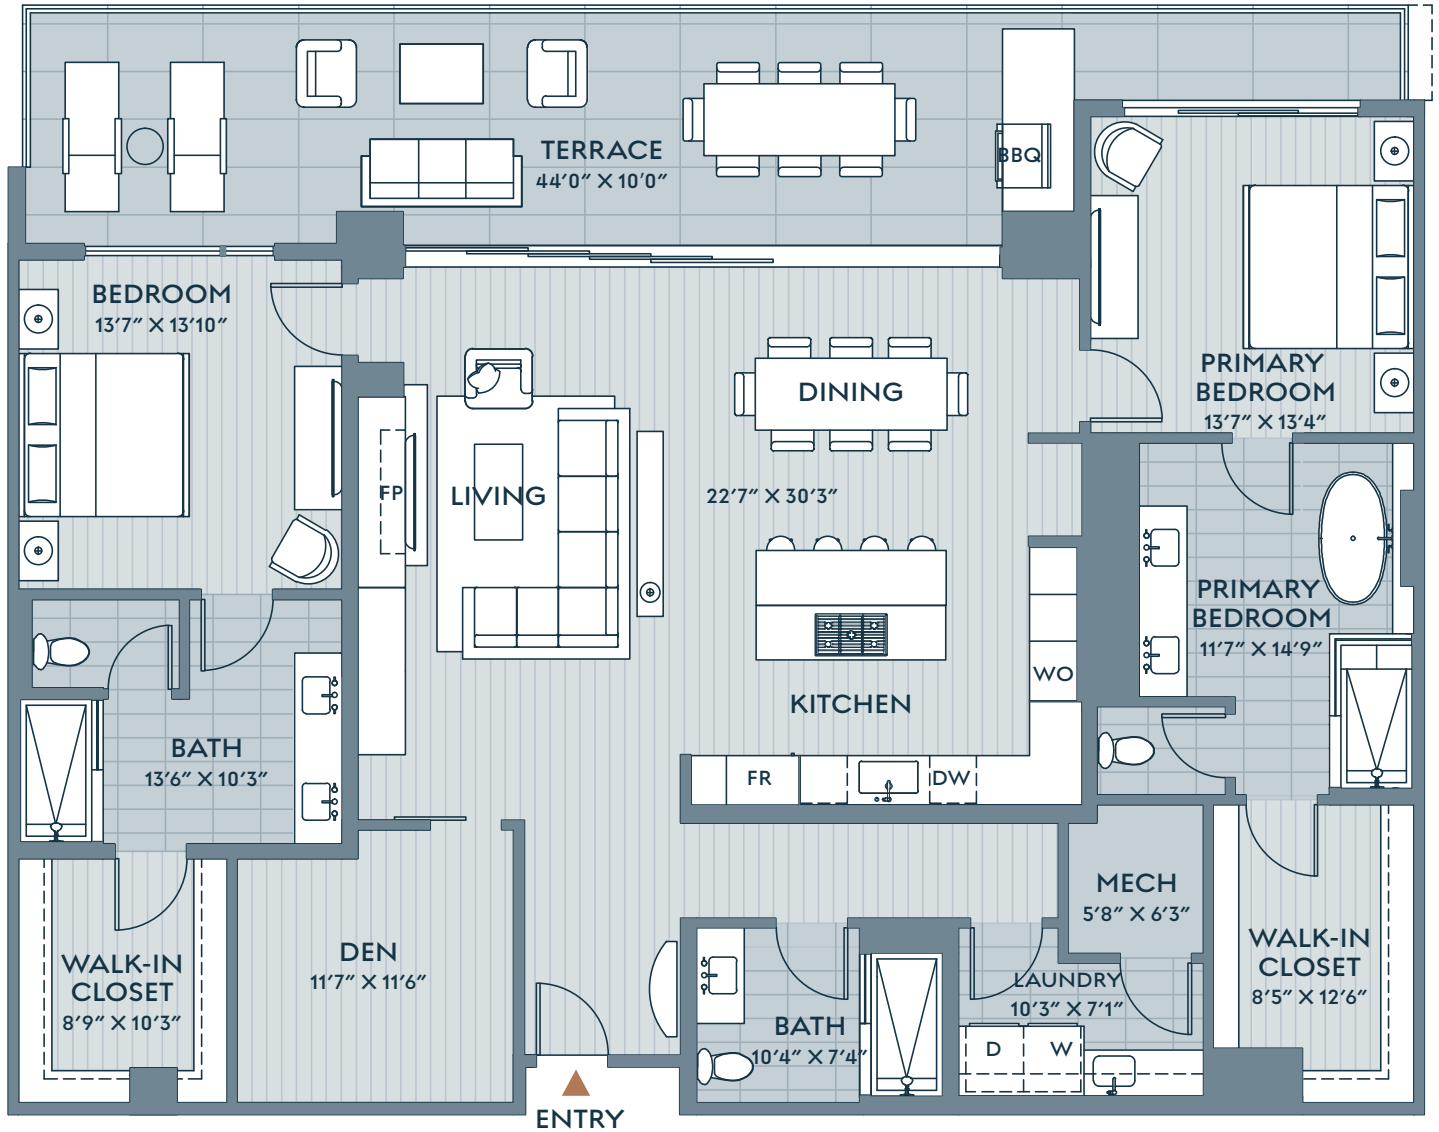 TERRACE
44'0" X 10'0"
BBQ
BEDROOM
13'7" X 13'10"
PRIMARY
BEDROOM
13'7" X 13'4"
DINING
FP
LIVING
22'7" X 30'3"
PRIMARY
BEDROOM
11'7" X 14'9"
WO
KITCHEN
BATH
13'6" X 10'3"
FR
DW
MECH
5'8" X 6'3"
WALK-IN
CLOSET
8'9" X 10'3"
DEN
11'7" X 11'6"
WALK-IN
CLOSET
8'5" X 12'6"
LAUNDRY
10'3" X 7'1"
BATH
10'4" X 7'4"
D
W
ENTRY